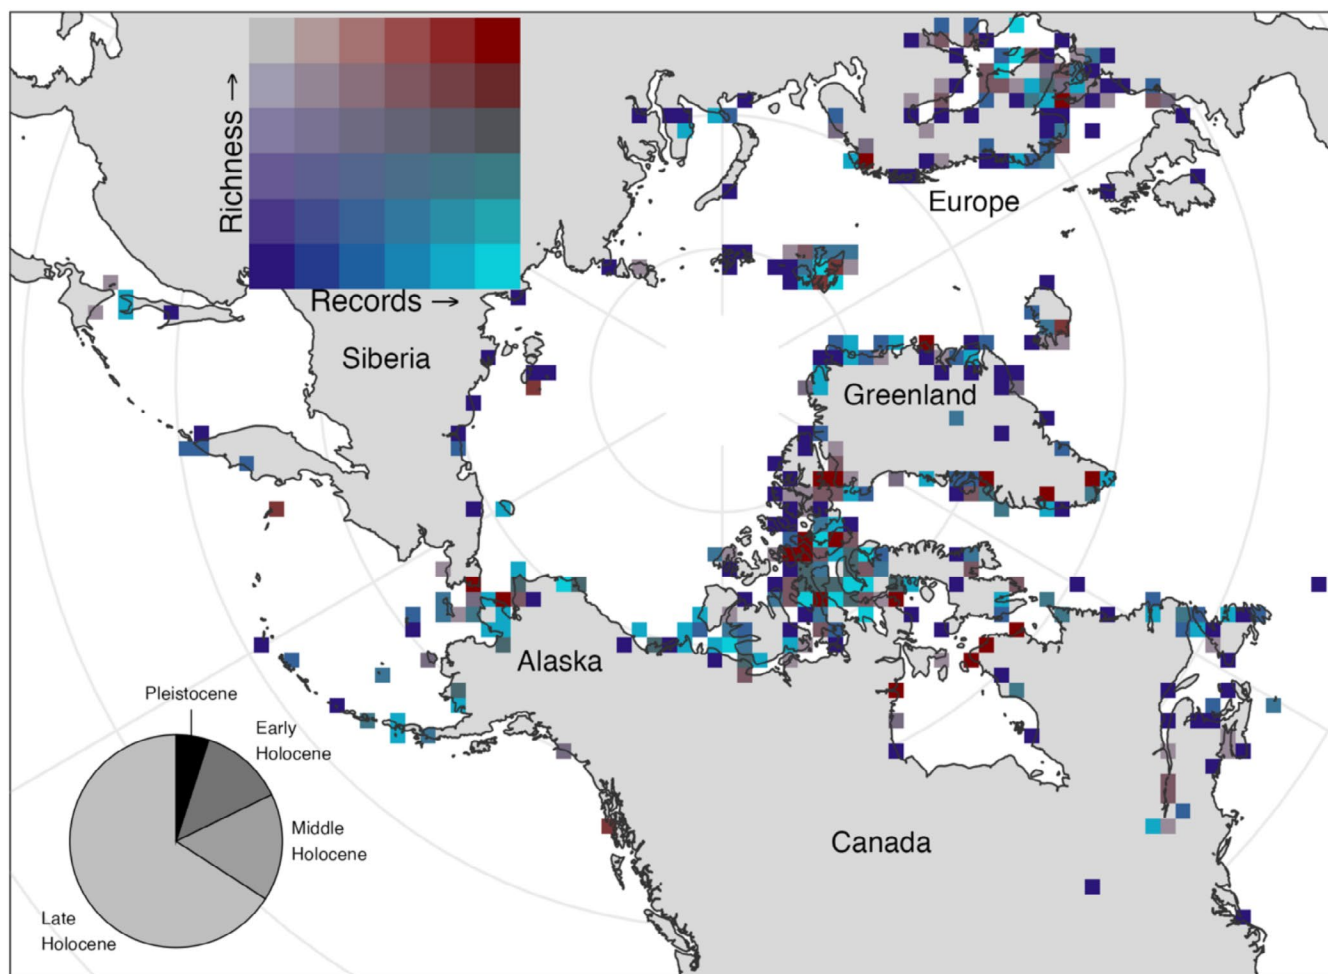 Richness →
Records →
Siberia
Europe
Greenland
Alaska
Canada
Pleistocene
Early
Holocene
Middle
Holocene
Late
Holocene